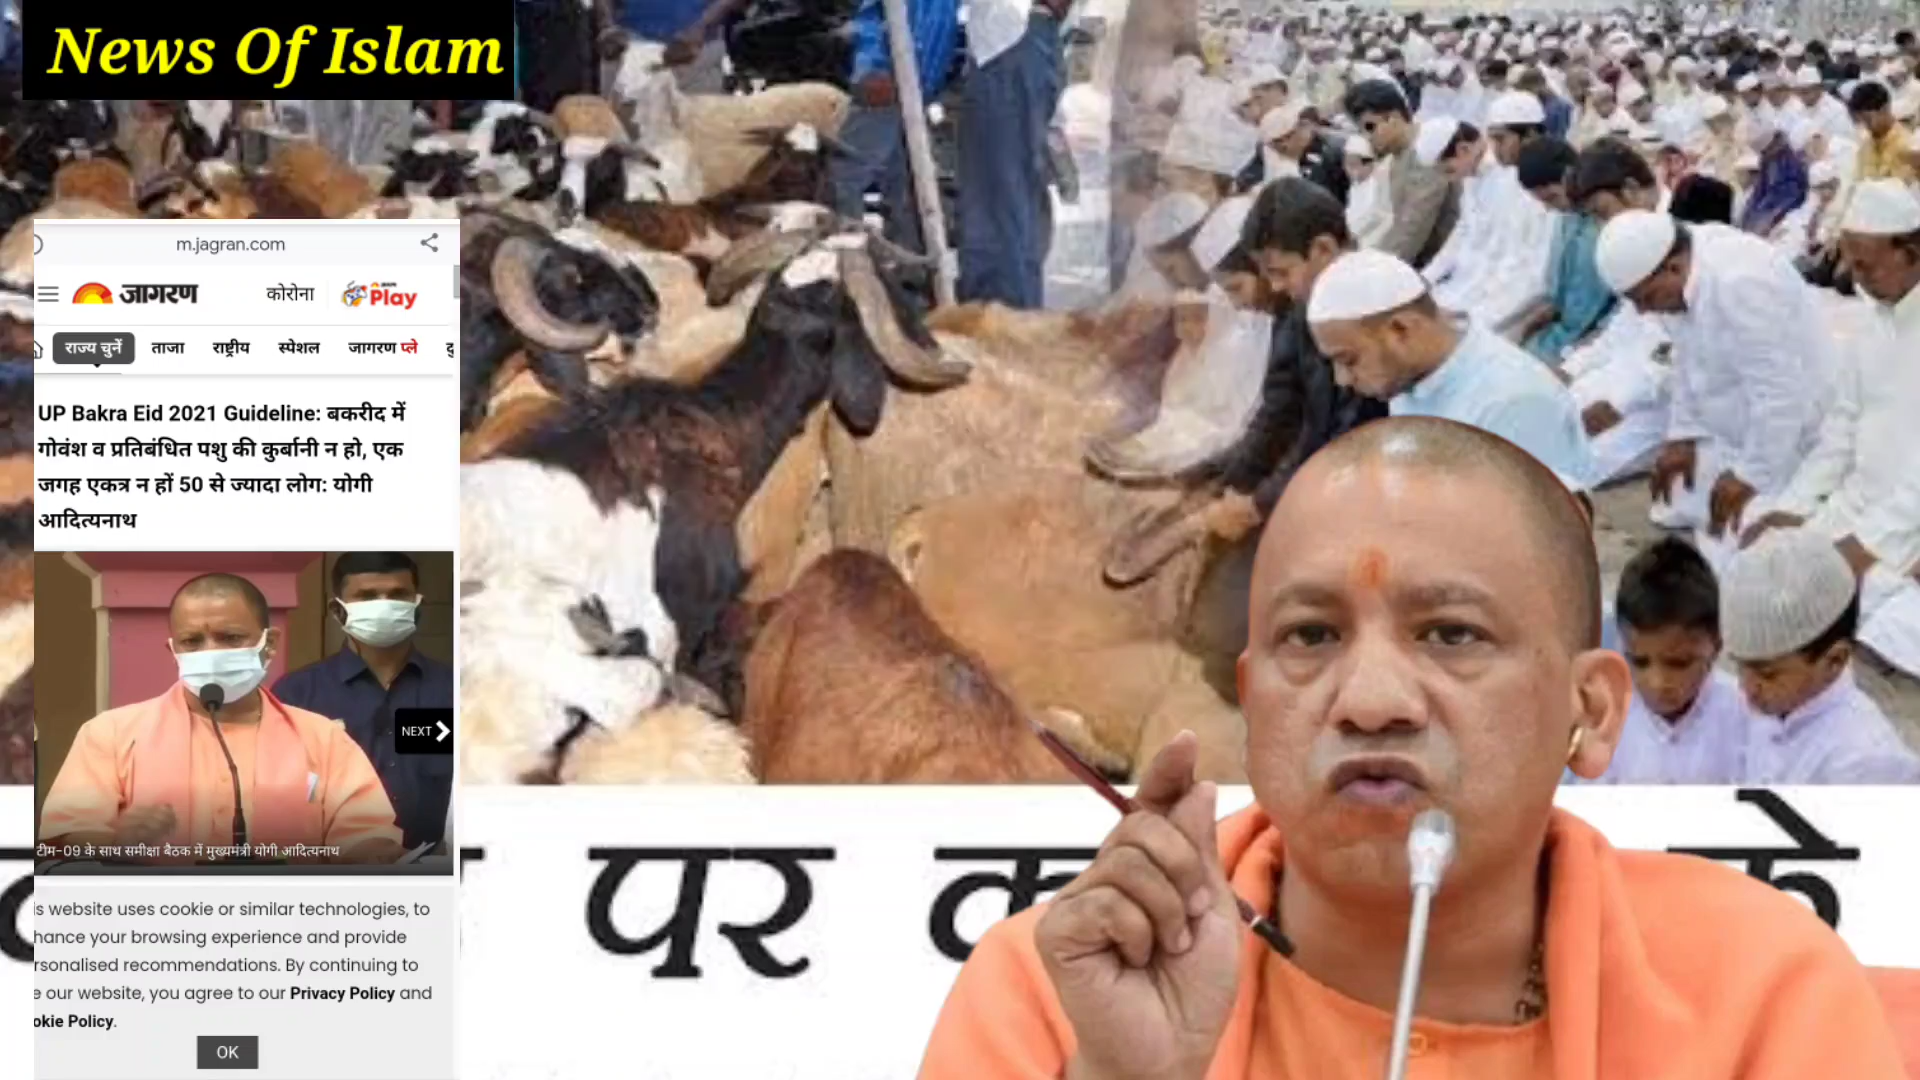 News Of Islam
m.jagran.com
जागरण
कोरोना
Play
राज्य चुनें ताजा राष्ट्रीय स्पेशल जागरण प्ले
UP Bakra Eid 2021 Guideline: बकरीद में
गोवंश व प्रतिबंधित पशु की कुर्बानी न हो, एक
जगह एकत्र न हों 50 से ज्यादा लोग: योगी
आदित्यनाथ
NEXT
टीम-09 के साथ समीक्षा बैठक में मुख्यमंत्री योगी आदित्यनाथ
is website uses cookie or similar technologies, to
hance your browsing experience and provide
rsonalised recommendations. By continuing to
e our website, you agree to our Privacy Policy and
okie Policy.
OK
पर
के